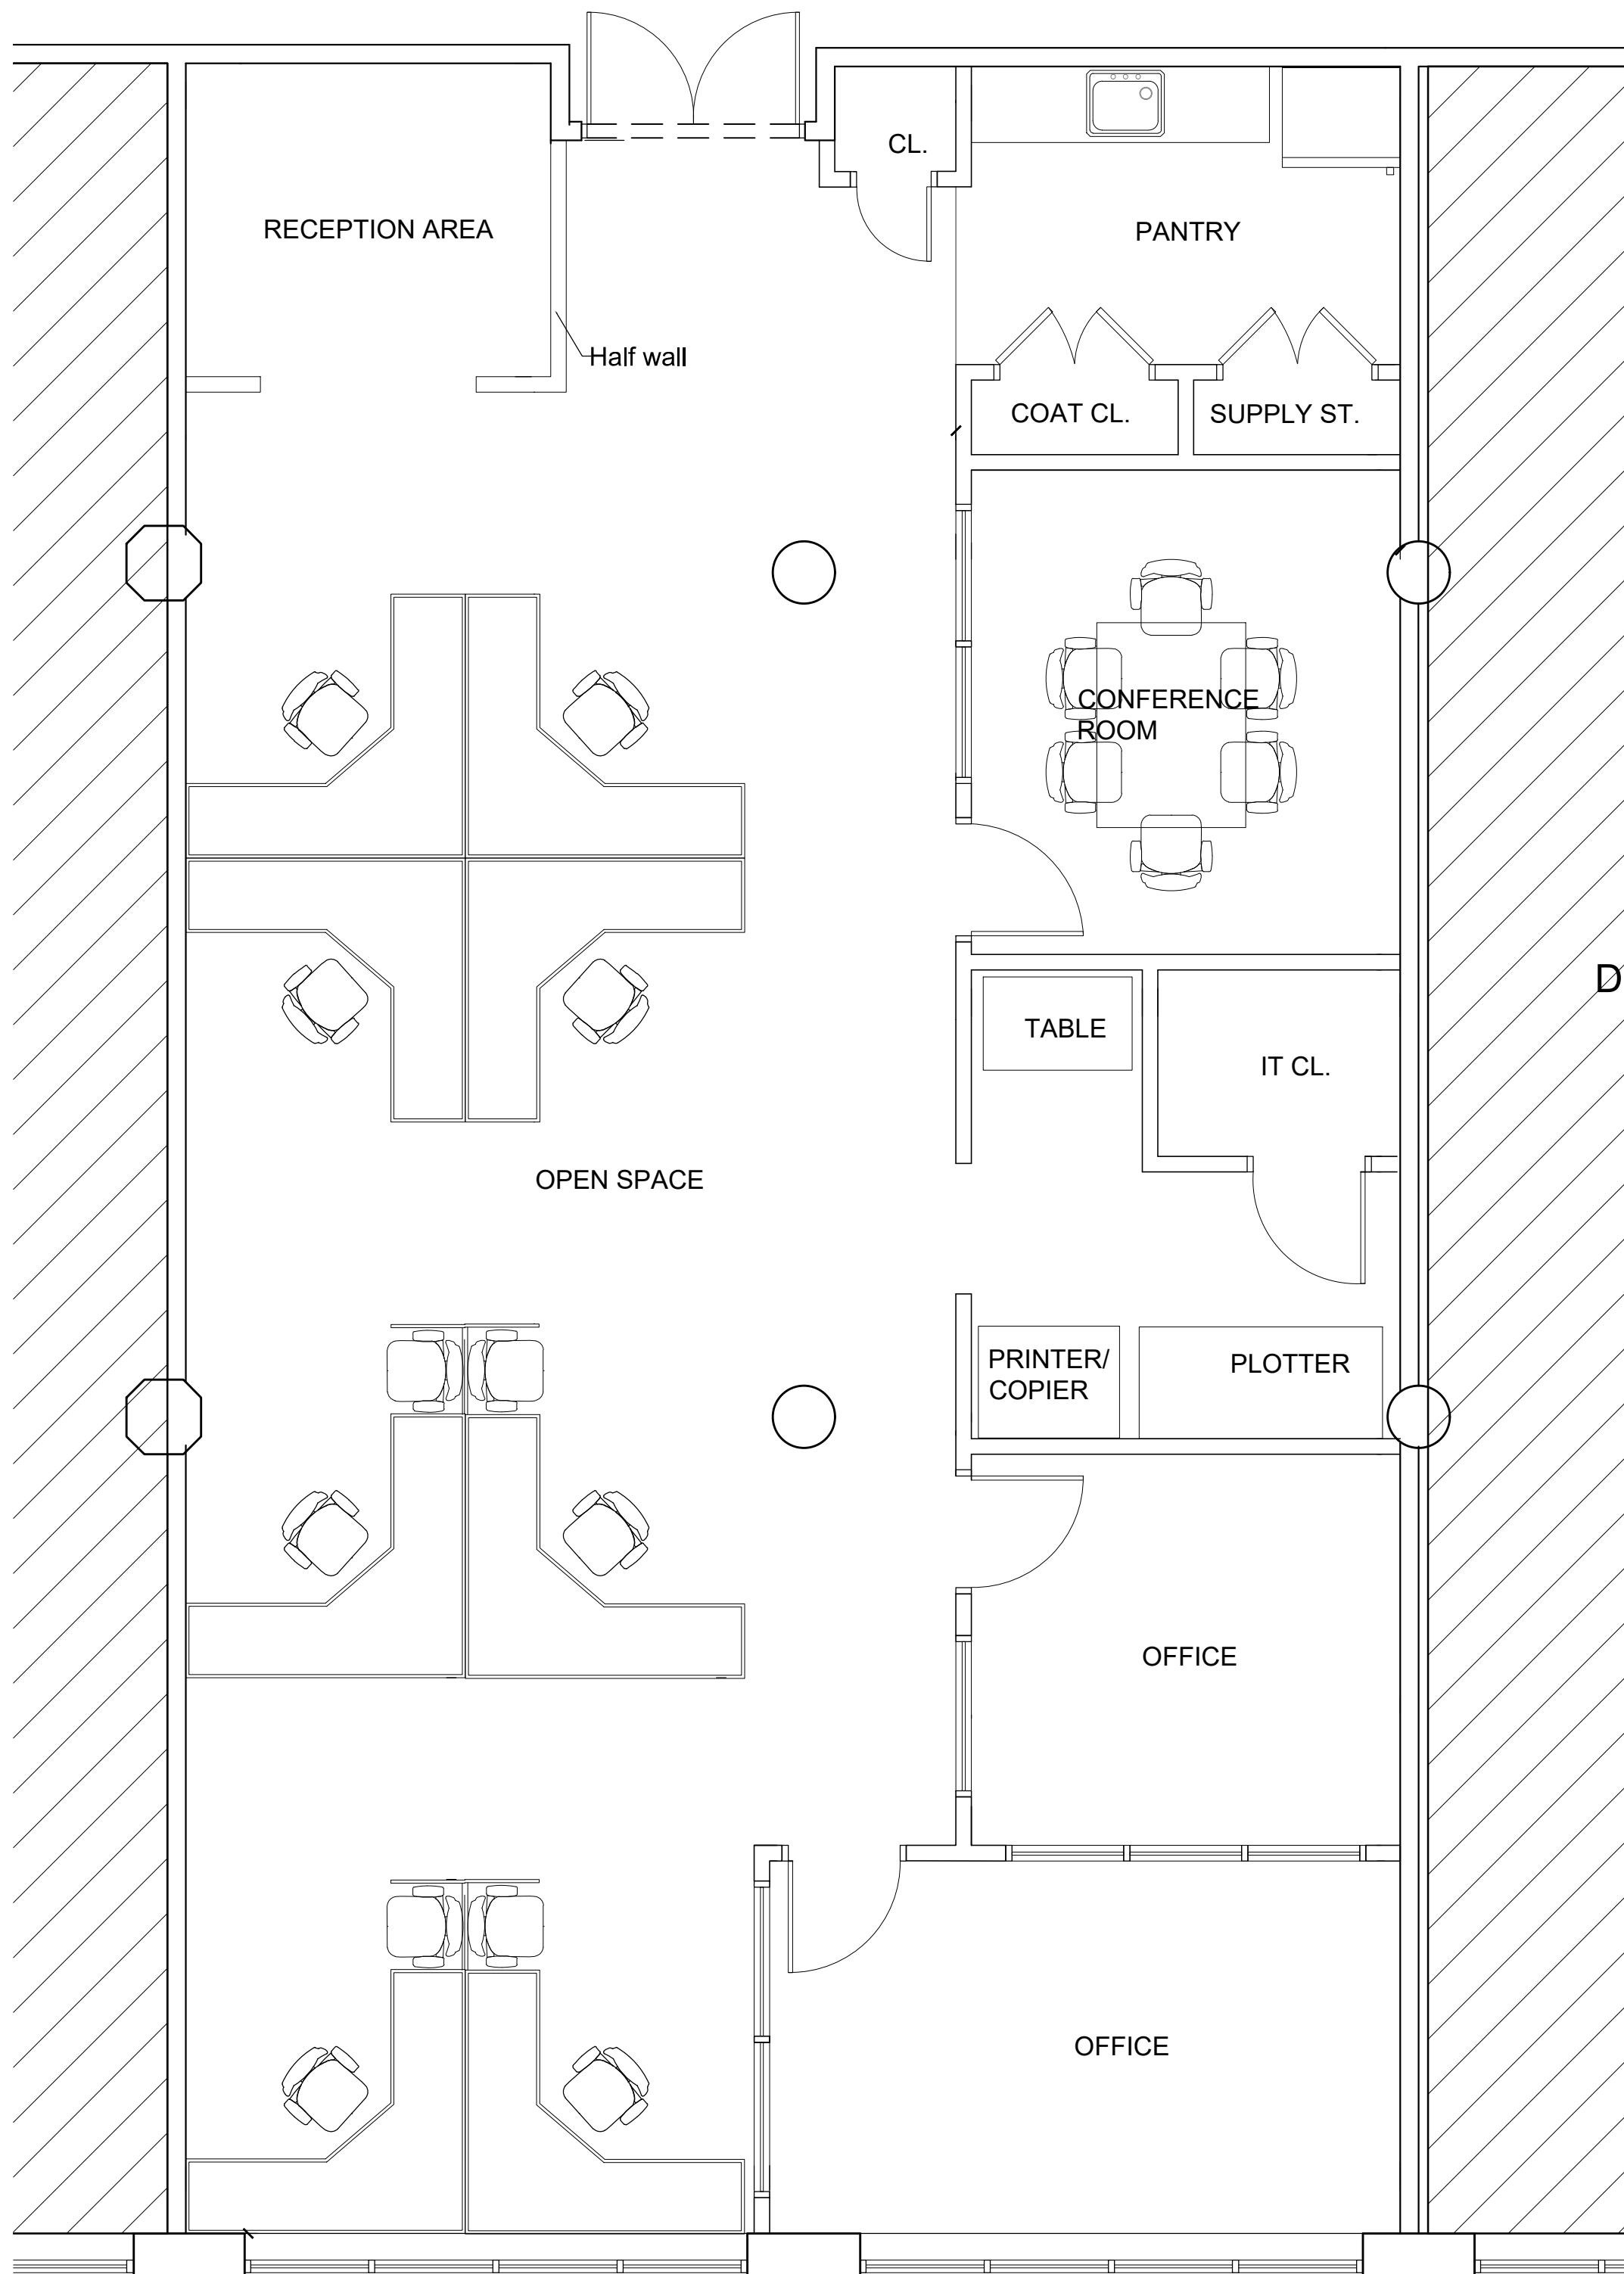 CL.
RECEPTION AREA
PANTRY
Half wall
COAT CL.
SUPPLY ST.
CONFERENCE
ROOM
D
TABLE
IT CL.
OPEN SPACE
PRINTER/
COPIER
PLOTTER
OFFICE
OFFICE